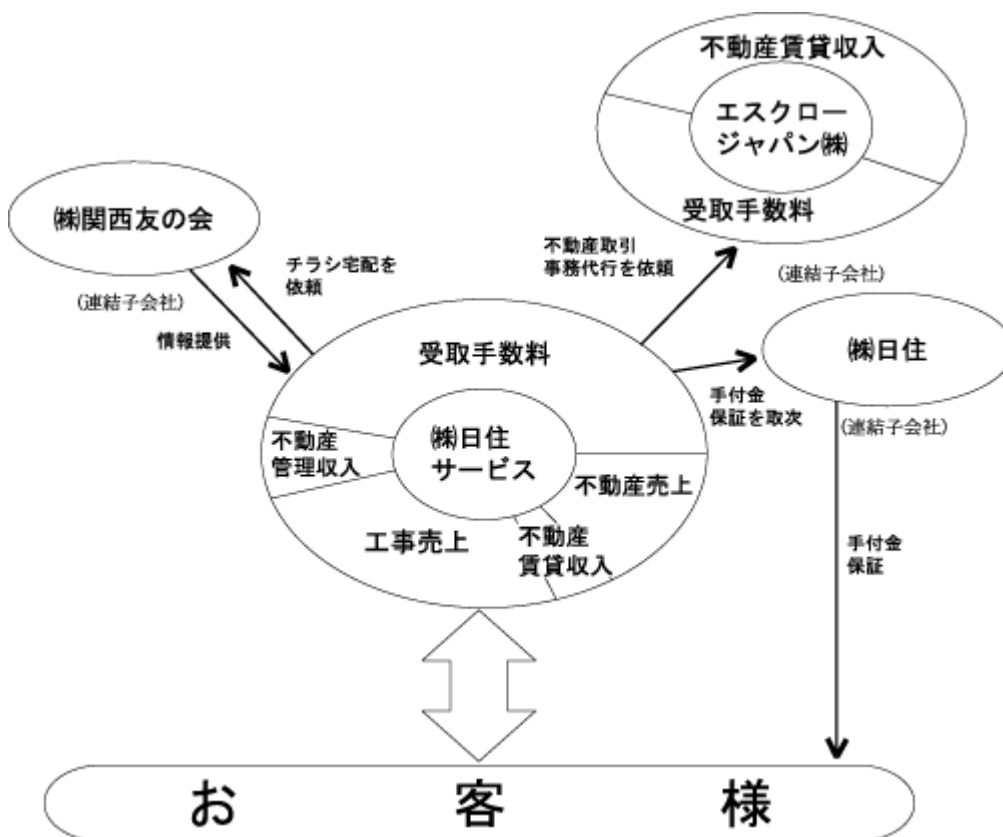 不動産賃貸収入
エスクロー
ジャパン㈱
受取手数料
(連結子会社)
㈱関西友の会
(連結子会社)
チラシ宅配を
依頼
情報提供
不動産取引
事務代行を依頼
受取手数料
㈱日住
サービス
不動産
管理収入
工事売上
不動産
賃貸収入
不動産売上
手付金
保証を取次
㈱日住
(連結子会社)
手付金
保証
お客様